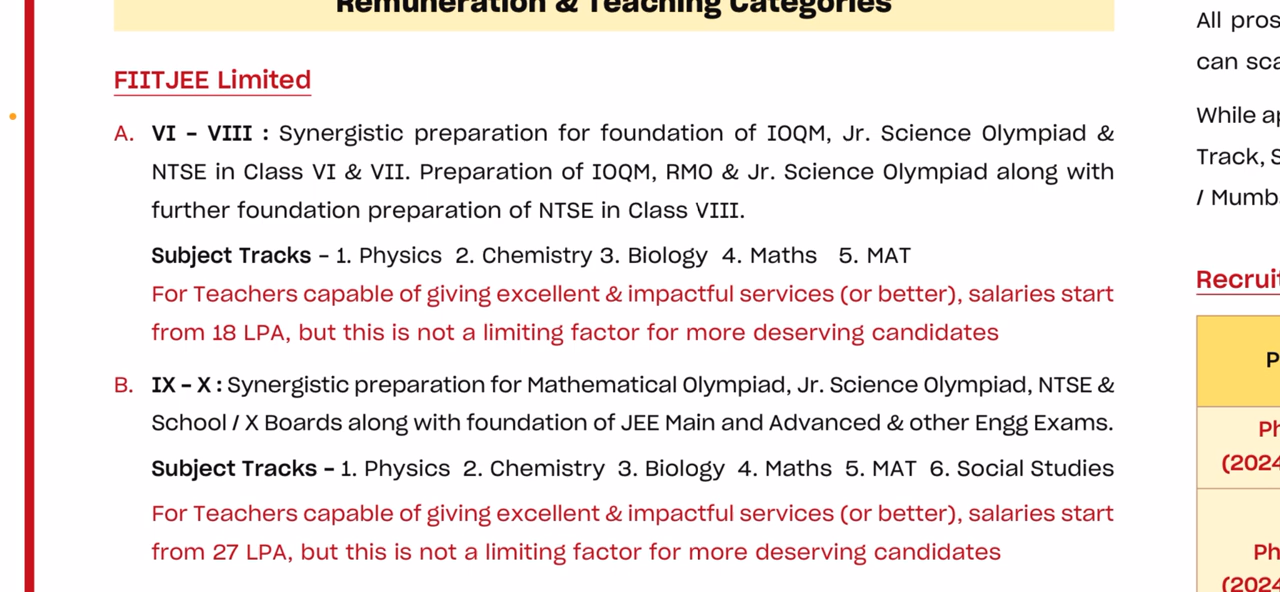 Remuneration & Teaching Categories
FIITJEE Limited
A. VI – VIII : Synergistic preparation for foundation of IOQM, Jr. Science Olympiad &
NTSE in Class VI & VII. Preparation of IOQM, RMO & Jr. Science Olympiad along with
further foundation preparation of NTSE in Class VIII.
Subject Tracks – 1. Physics 2. Chemistry 3. Biology 4. Maths 5. MAT
For Teachers capable of giving excellent & impactful services (or better), salaries start
from 18 LPA, but this is not a limiting factor for more deserving candidates
B. IX – X : Synergistic preparation for Mathematical Olympiad, Jr. Science Olympiad, NTSE &
School / X Boards along with foundation of JEE Main and Advanced & other Engg Exams.
Subject Tracks – 1. Physics 2. Chemistry 3. Biology 4. Maths 5. MAT 6. Social Studies
For Teachers capable of giving excellent & impactful services (or better), salaries start
from 27 LPA, but this is not a limiting factor for more deserving candidates
All
can
While
Track,
/
(2024
(2024